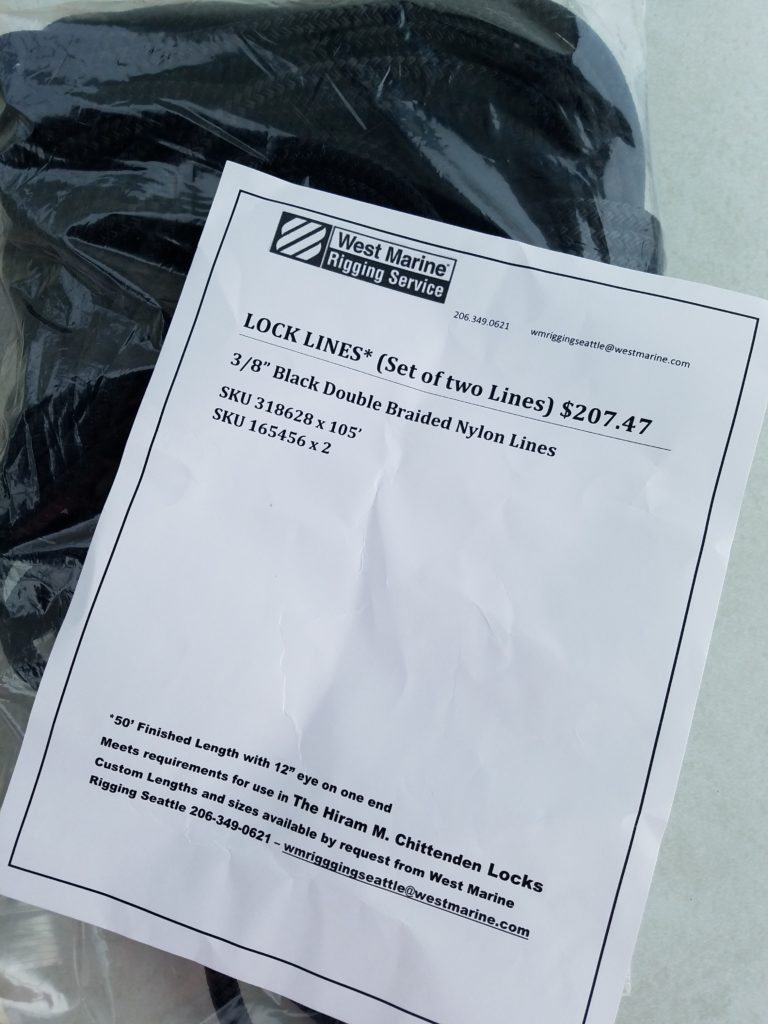 West Marine®
Rigging Service
206.349.0621 wmriggingseattle@westmarine.com
LOCK LINES* (Set of two Lines) $207.47
3/8” Black Double Braided Nylon Lines
SKU 318628 x 105’
SKU 165456 x 2
*50’ Finished Length with 12” eye on one end
Meets requirements for use in The Hiram M. Chittenden Locks
Custom Lengths and sizes available by request from West Marine
Rigging Seattle 206-349-0621 – wmrigggingseattle@westmarine.com